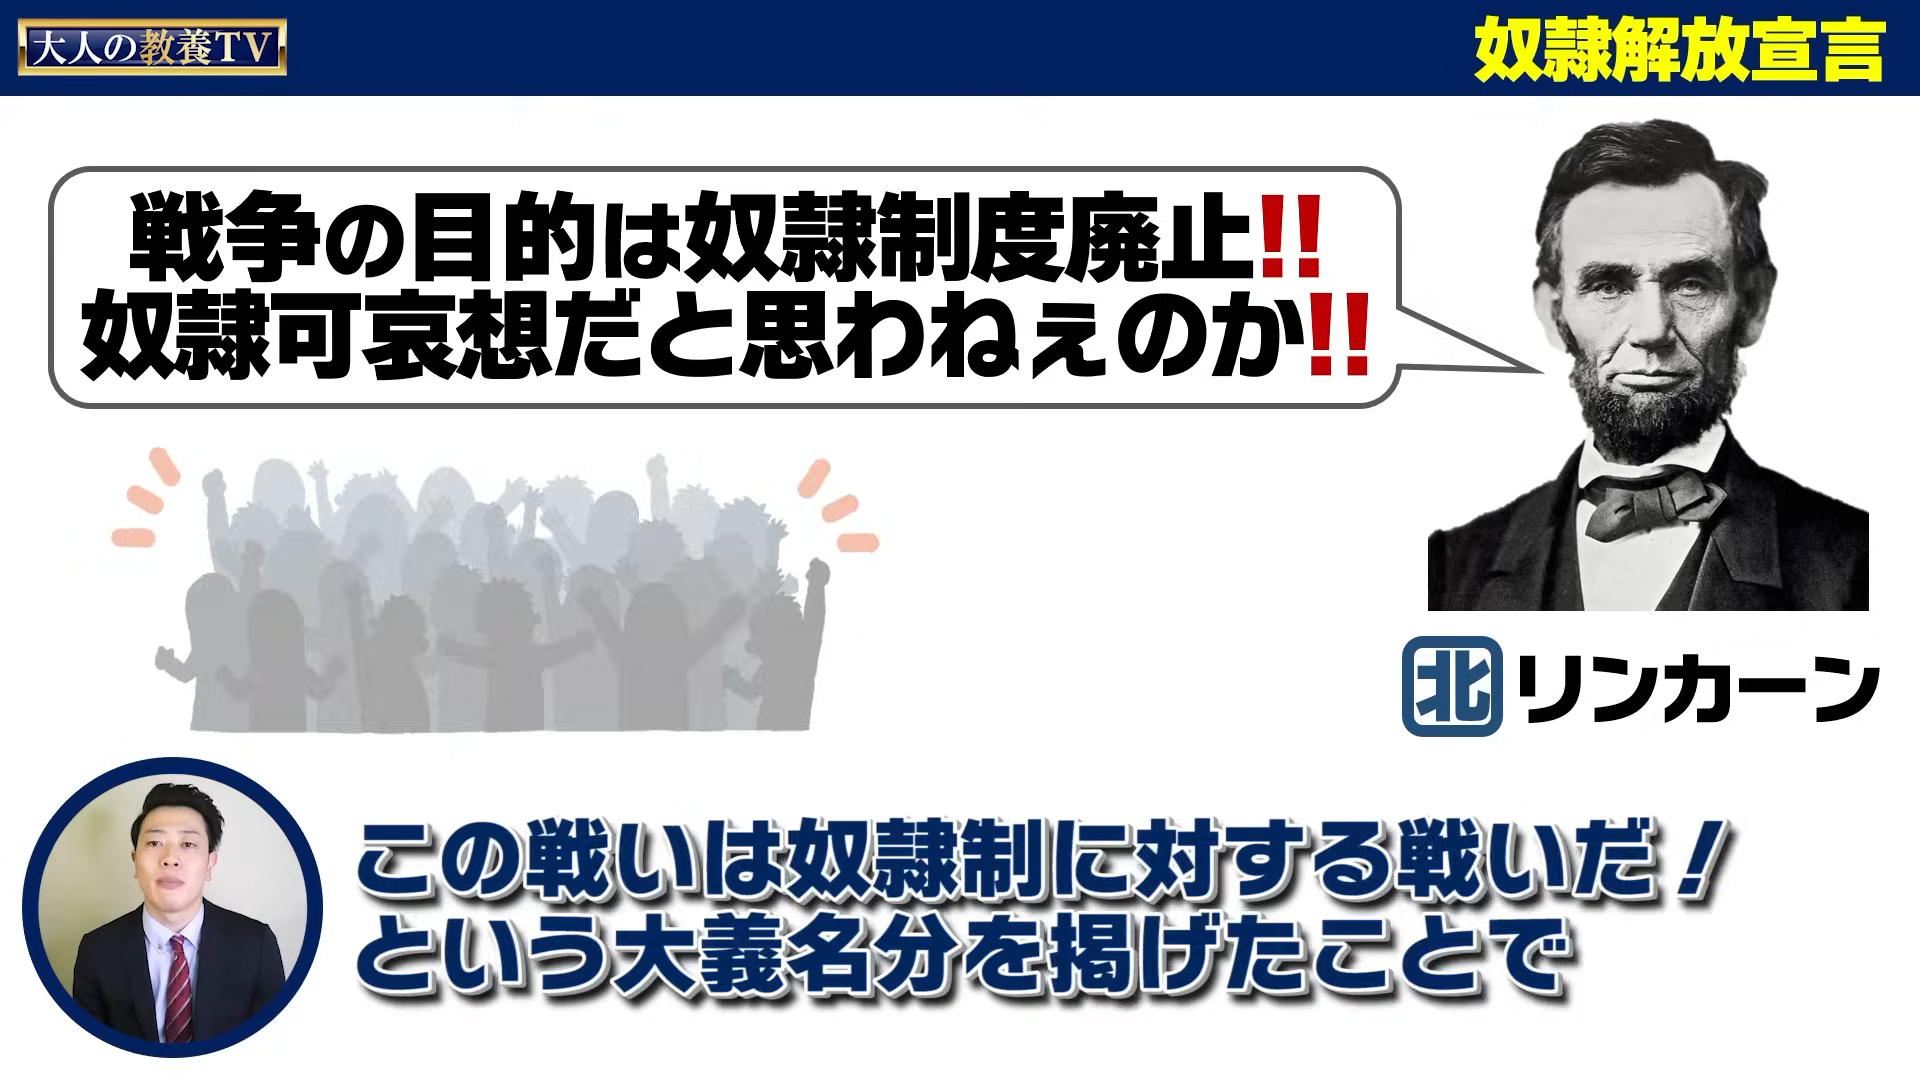 大人の教養TV
奴隷解放宣言
戦争の目的は奴隷制度廃止!!
奴隷可哀想だと思わねぇのか!!
北 リンカーン
この戦いは奴隷制に対する戦いだ!
という大義名分を掲げたことで